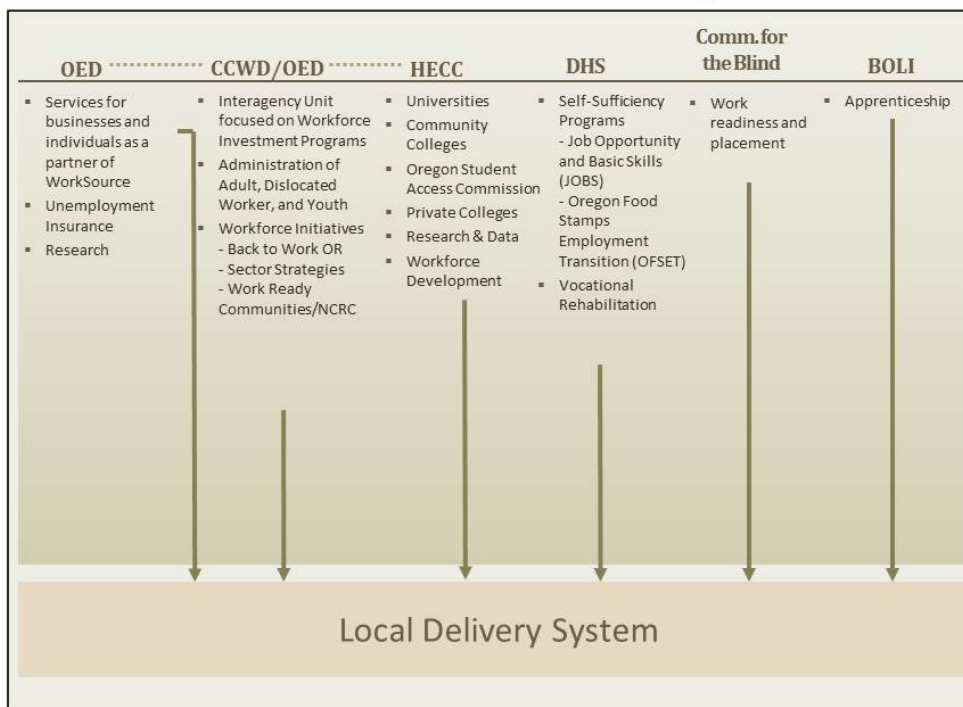 OED
CCWD/OED
HECC
DHS
Comm. for
the Blind
BOLI
▪ Services for
businesses and
individuals as a
partner of
WorkSource
▪ Unemployment
Insurance
▪ Research
▪ Interagency Unit
focused on Workforce
Investment Programs
▪ Administration of
Adult, Dislocated
Worker, and Youth
▪ Workforce Initiatives
- Back to Work OR
- Sector Strategies
- Work Ready
Communities/NCRC
▪ Universities
▪ Community
Colleges
▪ Oregon Student
Access Commission
▪ Private Colleges
▪ Research & Data
▪ Workforce
Development
▪ Self-Sufficiency
Programs
- Job Opportunity
and Basic Skills
(JOBS)
- Oregon Food
Stamps
Employment
Transition (OFSET)
▪ Vocational
Rehabilitation
▪ Work
readiness and
placement
▪ Apprenticeship
Local Delivery System